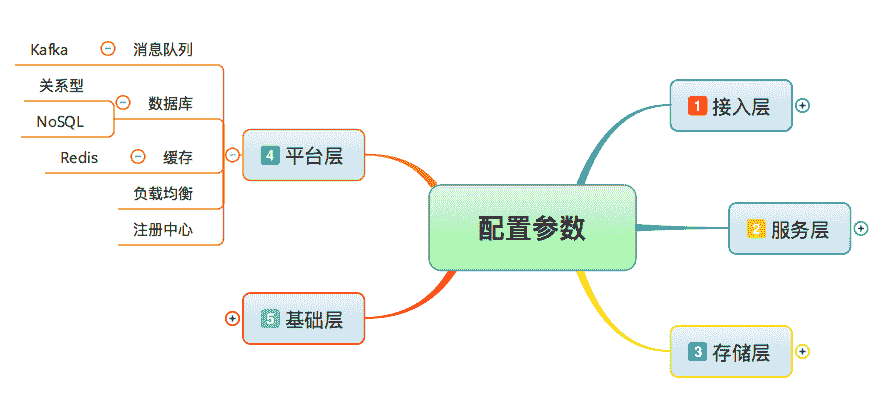 配置参数
1 接入层
2 服务层
3 存储层
4 平台层
消息队列
Kafka
数据库
关系型
NoSQL
缓存
Redis
负载均衡
注册中心
5 基础层